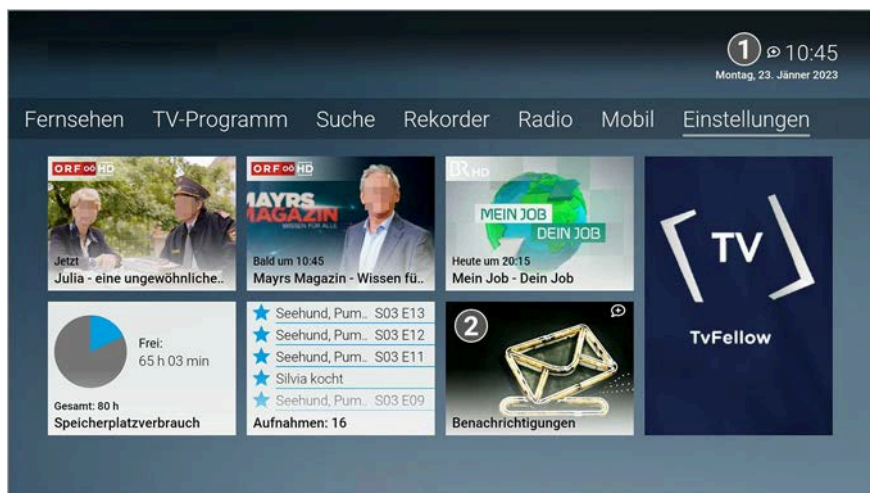 1 10:45
Montag, 23. Jänner 2023
Fernsehen TV-Programm Suche Rekorder Radio Mobil Einstellungen
ORF oö HD
Jetzt
Julia - eine ungewöhnliche..
ORF oö HD
MAYRS
MAGAZIN
WISSEN FÜR ALLE
Bald um 10:45
Mayrs Magazin - Wissen fü..
BR HD
MEIN JOB
DEIN JOB
Heute um 20:15
Mein Job - Dein Job
TV
TvFellow
Frei:
65 h 03 min
Gesamt: 80 h
Speicherplatzverbrauch
Seehund, Pum.. S03 E13
Seehund, Pum.. S03 E12
Seehund, Pum.. S03 E11
Silvia kocht
Seehund, Pum.. S03 E09
Aufnahmen: 16
2
Benachrichtigungen